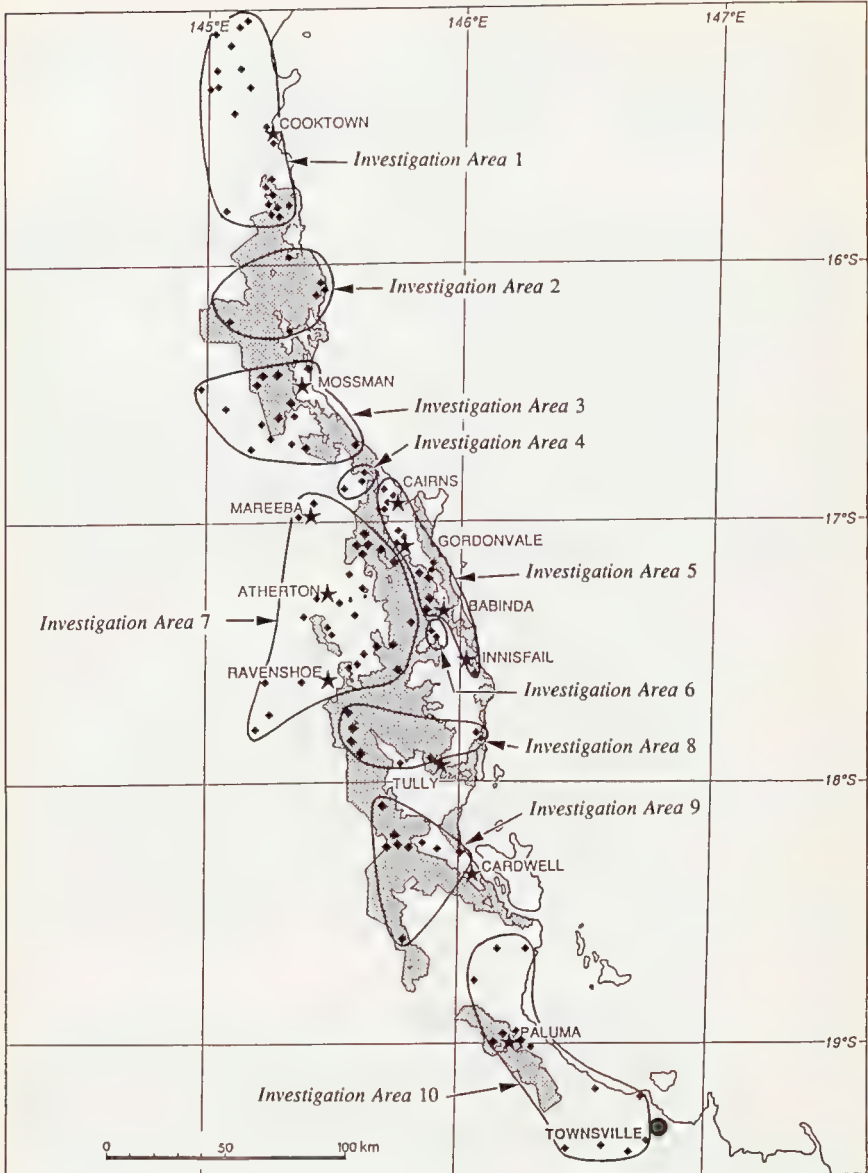 145°E
146°E
147°E
COOKTOWN
Investigation Area 1
16°S
Investigation Area 2
MOSSMAN
Investigation Area 3
Investigation Area 4
CAIRNS
MAREEBA
17°S
GORDONVALE
Investigation Area 5
ATHERTON
BABINDA
Investigation Area 7
INNISFAIL
RAVENSHOE
Investigation Area 6
Investigation Area 8
18°S
TULLY
Investigation Area 9
CARDWELL
PALUMA
19°S
Investigation Area 10
TOWNSVILLE
0 50 100 km